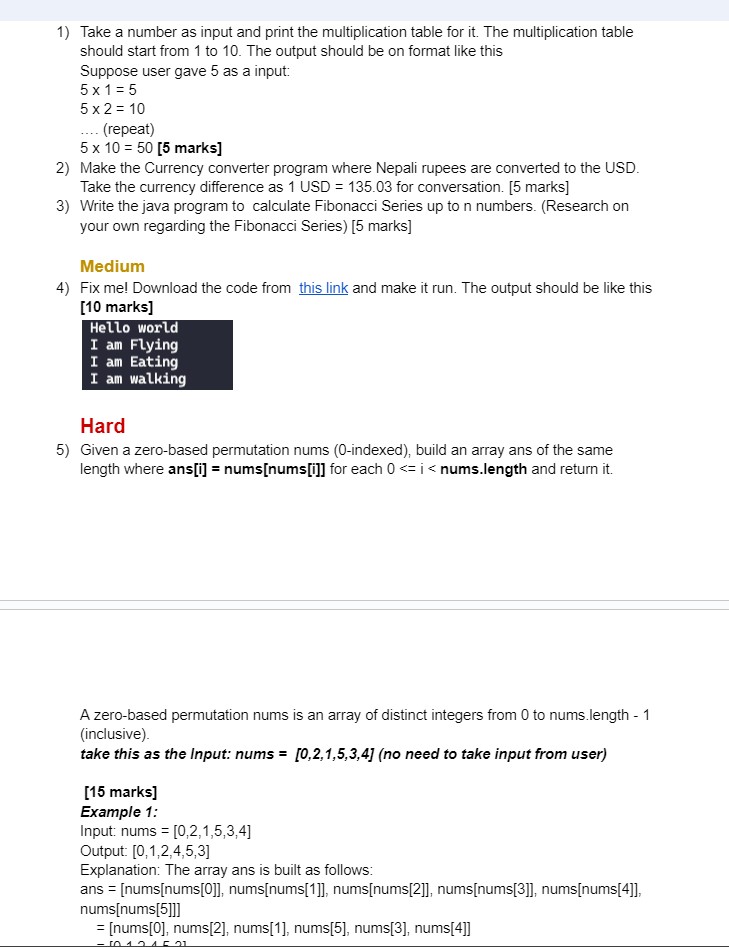 1) Take a number as input and print the multiplication table for it. The multiplication table
should start from 1 to 10. The output should be on format like this
Suppose user gave 5 as a input:
5 x 1 = 5
5 x 2 = 10
.... (repeat)
5 x 10 = 50 [5 marks]
2) Make the Currency converter program where Nepali rupees are converted to the USD.
Take the currency difference as 1 USD = 135.03 for conversation. [5 marks]
3) Write the java program to calculate Fibonacci Series up to n numbers. (Research on
your own regarding the Fibonacci Series) [5 marks]
Medium
4) Fix me! Download the code from this link and make it run. The output should be like this
[10 marks]
Hello world
I am Flying
I am Eating
I am walking
Hard
5) Given a zero-based permutation nums (0-indexed), build an array ans of the same
length where ans[i] = nums[nums[i]] for each 0 <= i < nums.length and return it.
A zero-based permutation nums is an array of distinct integers from 0 to nums.length - 1
(inclusive).
take this as the Input: nums = [0,2,1,5,3,4] (no need to take input from user)
[15 marks]
Example 1:
Input: nums = [0,2,1,5,3,4]
Output: [0,1,2,4,5,3]
Explanation: The array ans is built as follows:
ans = [nums[nums[0]], nums[nums[1]], nums[nums[2]], nums[nums[3]], nums[nums[4]],
nums[nums[5]]]
= [nums[0], nums[2], nums[1], nums[5], nums[3], nums[4]]
= [0,1,2,4,5,3]